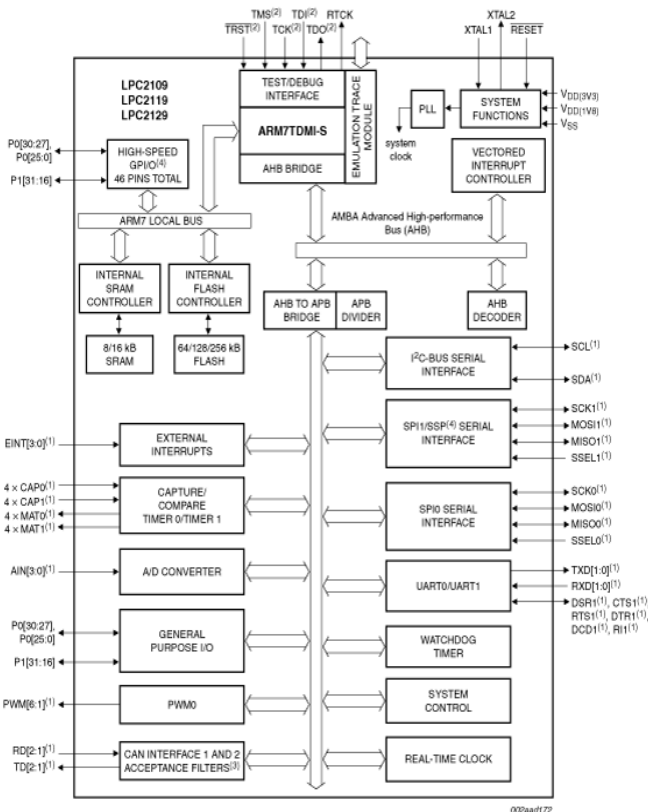 TMS(2) TDI(2) RTCK
TRST(2) TCK(2) TDO(2)
XTAL2
XTAL1 RESET
LPC2109
LPC2119
LPC2129
TEST/DEBUG
INTERFACE
ARM7TDMI-S
AHB BRIDGE
EMULATION TRACE
MODULE
PLL
system
clock
SYSTEM
FUNCTIONS
VDD(3V3)
VDD(1V8)
VSS
P0[30:27],
P0[25:0]
P1[31:16]
HIGH-SPEED
GPI/O(4)
46 PINS TOTAL
VECTORED
INTERRUPT
CONTROLLER
ARM7 LOCAL BUS
AMBA Advanced High-performance
Bus (AHB)
INTERNAL
SRAM
CONTROLLER
INTERNAL
FLASH
CONTROLLER
8/16 kB
SRAM
64/128/256 kB
FLASH
AHB TO APB
BRIDGE
APB
DIVIDER
AHB
DECODER
I2C-BUS SERIAL
INTERFACE
SCL(1)
SDA(1)
EINT[3:0](1)
EXTERNAL
INTERRUPTS
SPI1/SSP(4) SERIAL
INTERFACE
SCK1(1)
MOSI1(1)
MISO1(1)
SSEL1(1)
4 × CAP0(1)
4 × CAP1(1)
4 × MAT0(1)
4 × MAT1(1)
CAPTURE/
COMPARE
TIMER 0/TIMER 1
SPI0 SERIAL
INTERFACE
SCK0(1)
MOSI0(1)
MISO0(1)
SSEL0(1)
AIN[3:0](1)
A/D CONVERTER
UART0/UART1
TXD[1:0](1)
RXD[1:0](1)
DSR1(1), CTS1(1),
RTS1(1), DTR1(1),
DCD1(1), RI1(1)
P0[30:27],
P0[25:0]
P1[31:16]
GENERAL
PURPOSE I/O
WATCHDOG
TIMER
PWM[6:1](1)
PWM0
SYSTEM
CONTROL
RD[2:1](1)
TD[2:1](1)
CAN INTERFACE 1 AND 2
ACCEPTANCE FILTERS(3)
REAL-TIME CLOCK
002aad172